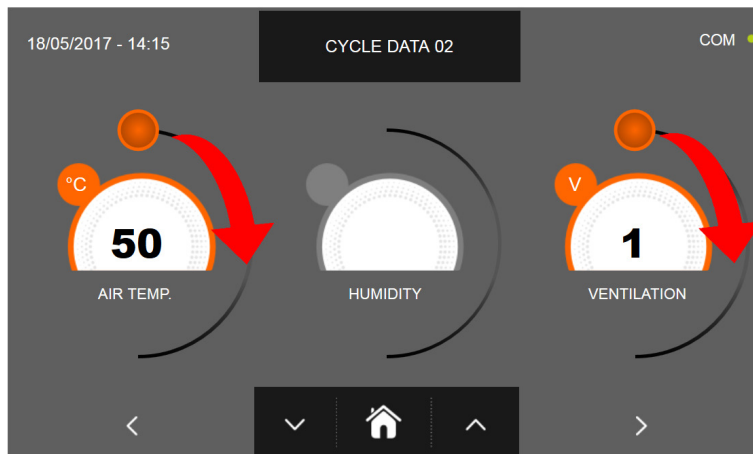 18/05/2017 - 14:15
CYCLE DATA 02
COM
°C
50
AIR TEMP.
HUMIDITY
V
1
VENTILATION